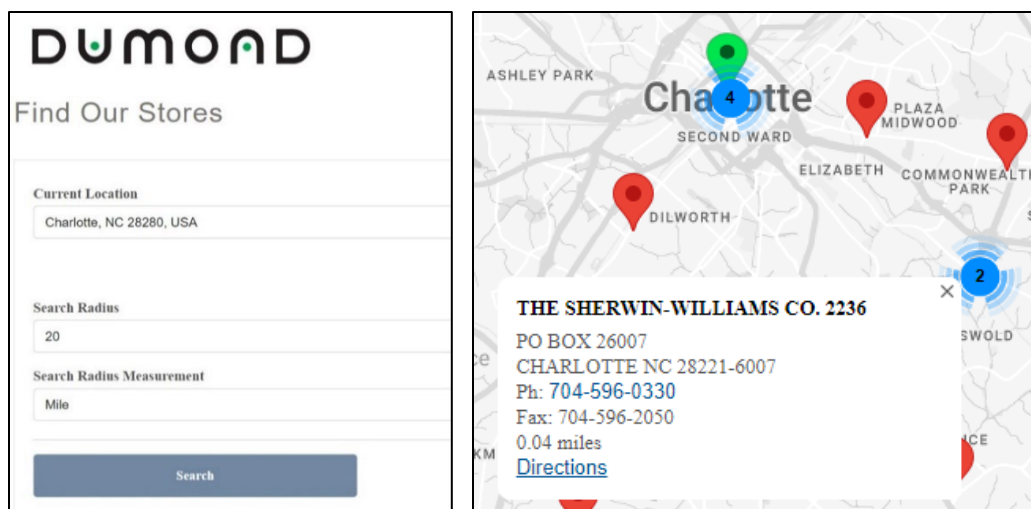 DUMOND
Find Our Stores
Current Location
Charlotte, NC 28280, USA
Search Radius
20
Search Radius Measurement
Mile
Search
ASHLEY PARK
Charlotte
4
SECOND WARD
PLAZA
MIDWOOD
ELIZABETH
COMMONWEALTH
PARK
DILWORTH
2
SWOLD
THE SHERWIN-WILLIAMS CO. 2236
PO BOX 26007
CHARLOTTE NC 28221-6007
Ph: 704-596-0330
Fax: 704-596-2050
0.04 miles
Directions
KM